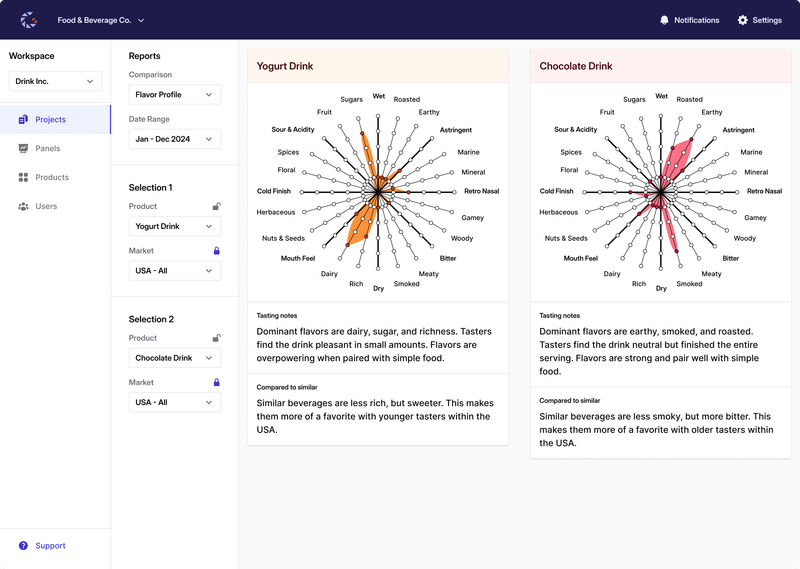 Food & Beverage Co.
Notifications
Settings
Workspace
Drink Inc.
Projects
Panels
Products
Users
Support
Reports
Comparison
Flavor Profile
Date Range
Jan - Dec 2024
Selection 1
Product
Yogurt Drink
Market
USA - All
Selection 2
Product
Chocolate Drink
Market
USA - All
Yogurt Drink
Wet
Roasted
Earthy
Astringent
Marine
Mineral
Retro Nasal
Gamey
Woody
Bitter
Meaty
Smoked
Dry
Rich
Dairy
Mouth Feel
Nuts & Seeds
Herbaceous
Cold Finish
Floral
Spices
Sour & Acidity
Fruit
Sugars
Tasting notes
Dominant flavors are dairy, sugar, and richness. Tasters
find the drink pleasant in small amounts. Flavors are
overpowering when paired with simple food.
Compared to similar
Similar beverages are less rich, but sweeter. This makes
them more of a favorite with younger tasters within the
USA.
Chocolate Drink
Wet
Roasted
Earthy
Astringent
Marine
Mineral
Retro Nasal
Gamey
Woody
Bitter
Meaty
Smoked
Dry
Rich
Dairy
Mouth Feel
Nuts & Seeds
Herbaceous
Cold Finish
Floral
Spices
Sour & Acidity
Fruit
Sugars
Tasting notes
Dominant flavors are earthy, smoked, and roasted.
Tasters find the drink neutral but finished the entire
serving. Flavors are strong and pair well with simple
food.
Compared to similar
Similar beverages are less smoky, but more bitter. This
makes them more of a favorite with older tasters within
the USA.